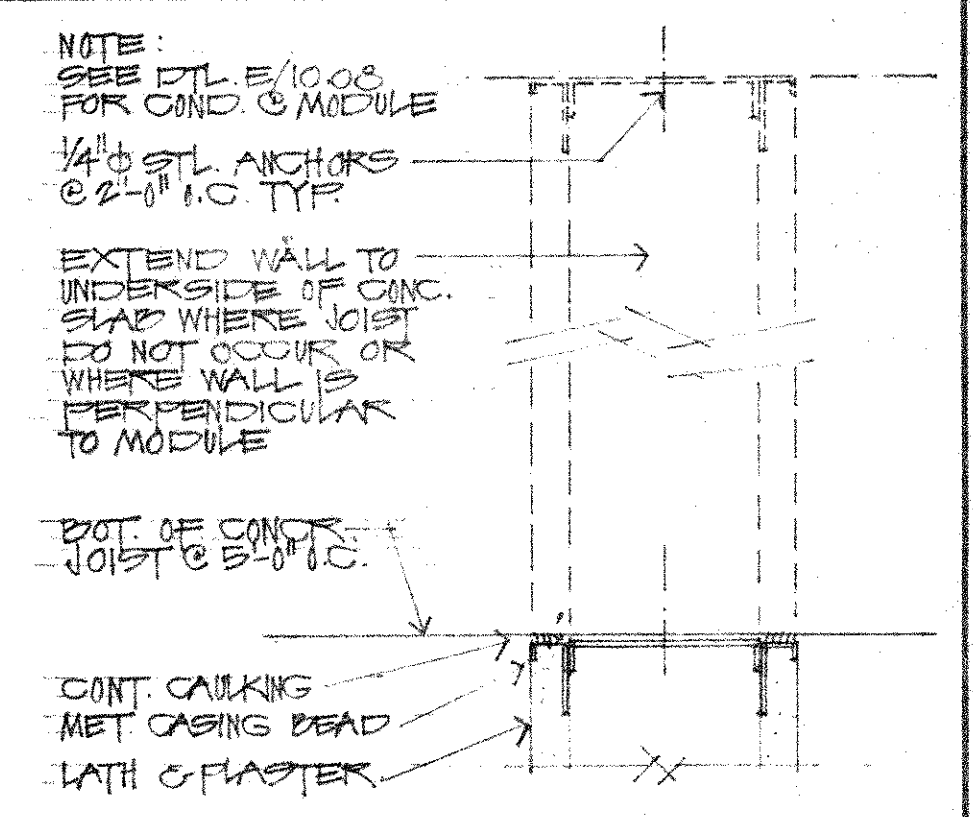 NOTE:
SEE DTL. E/10.08
FOR COND. @ MODULE
1/4"ϕ STL. ANCHORS
@ 2'-0" O.C. TYP.
EXTEND WALL TO
UNDERSIDE OF CONC.
SLAB WHERE JOIST
DO NOT OCCUR OR
WHERE WALL IS
PERPENDICULAR
TO MODULE
BOT. OF CONCR.
JOIST @ 5'-0" O.C.
CONT. CAULKING
MET. CASING BEAD
LATH & PLASTER